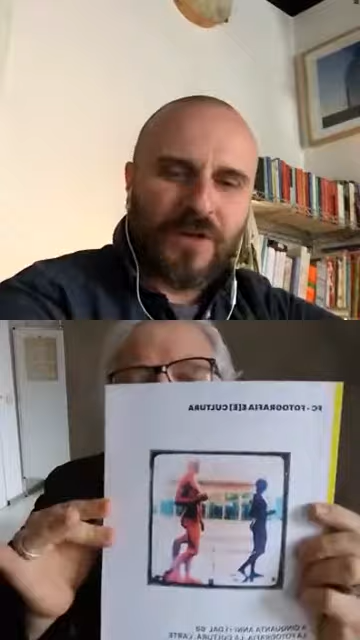 FC - FOTOGRAFIA E[E] CULTURA
A CINQUANTA ANNI DAL '68
LA FOTOGRAFIA, LA CULTURA, L'ARTE